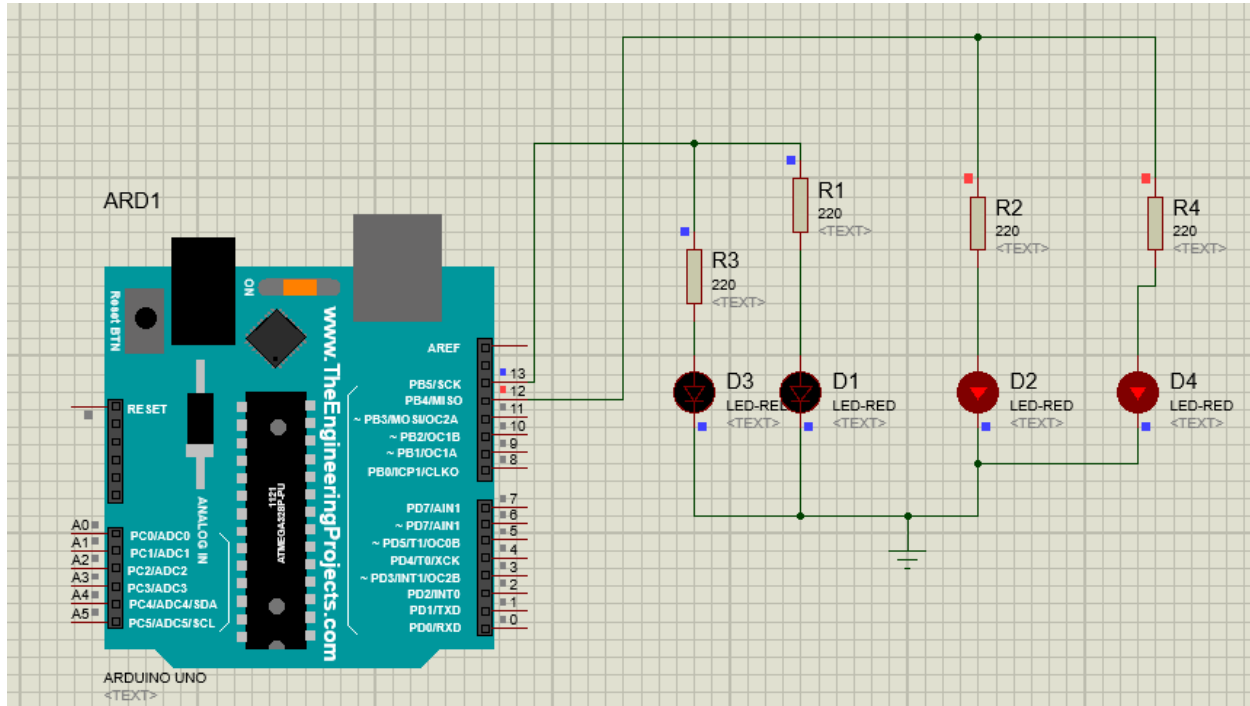 ARD1
Reset BTN
ON
www.TheEngineeringProjects.com
AREF
13
PB5/SCK
12
PB4/MISO
11
~ PB3/MOSI/OC2A
10
~ PB2/OC1B
9
~ PB1/OC1A
8
PB0/ICP1/CLKO
RESET
ANALOG IN
1121
ATMEGA328P-PU
7
PD7/AIN1
6
~ PD7/AIN1
5
~ PD5/T1/OC0B
4
PD4/T0/XCK
3
~ PD3/INT1/OC2B
2
PD2/INT0
1
PD1/TXD
0
PD0/RXD
A0
PC0/ADC0
A1
PC1/ADC1
A2
PC2/ADC2
A3
PC3/ADC3
A4
PC4/ADC4/SDA
A5
PC5/ADC5/SCL
ARDUINO UNO
<TEXT>
R3
220
<TEXT>
R1
220
<TEXT>
R2
220
<TEXT>
R4
220
<TEXT>
D3
LED-RED
<TEXT>
D1
LED-RED
<TEXT>
D2
LED-RED
<TEXT>
D4
LED-RED
<TEXT>